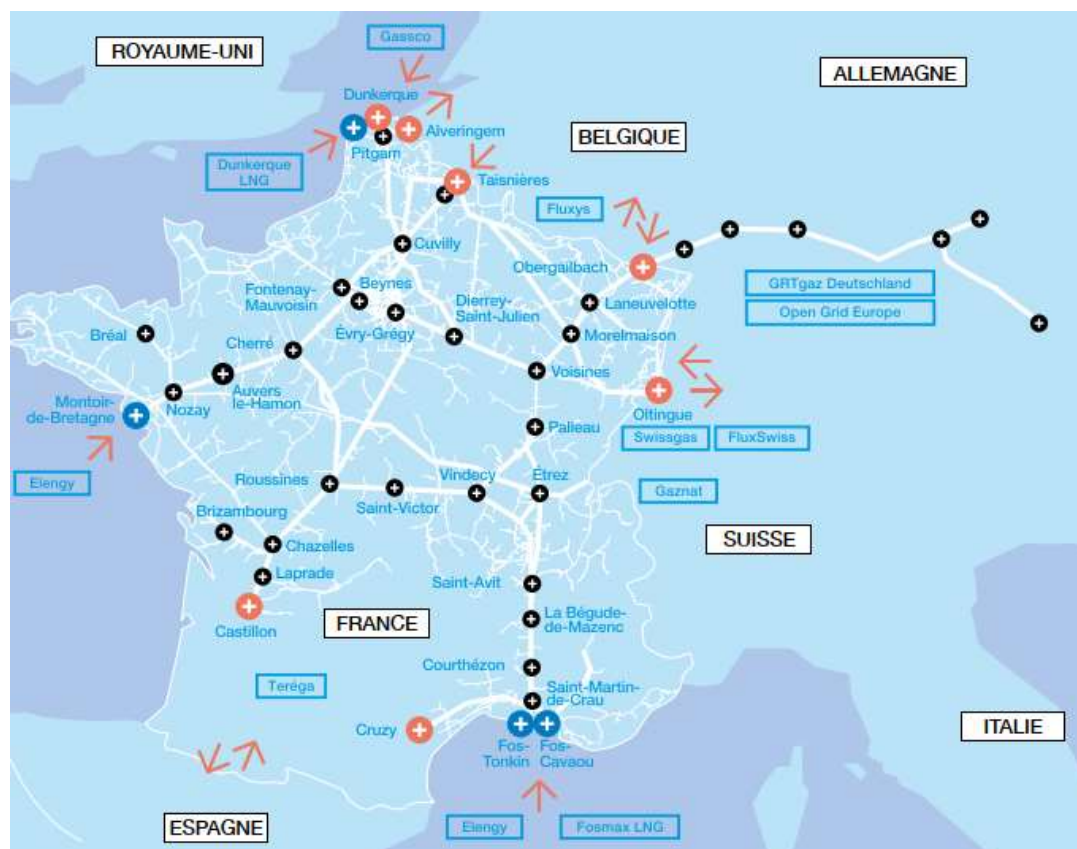 ROYAUME-UNI
Gassco
ALLEMAGNE
Dunkerque
Alveringem
BELGIQUE
Pitgam
Dunkerque
LNG
Taisnières
Fluxys
Cuvilly
Obergailbach
GRTgaz Deutschland
Open Grid Europe
Fontenay-
Mauvoisin
Beynes
Dierrey-
Saint-Julien
Laneuvelotte
Bréal
Cherré
Évry-Grégy
Morelmaison
Voisines
Montoir-
de-Bretagne
Nozay
Auvers
le-Hamon
Oltingue
Palleau
Swissgas
FluxSwiss
Elengy
Roussines
Saint-Victor
Vindecy
Étrez
Gaznat
Brizambourg
SUISSE
Chazelles
Laprade
Saint-Avit
Castillon
FRANCE
La Bégude-
de-Mazenc
Courthézon
Teréga
Saint-Martin-
de-Crau
Cruzy
ITALIE
Fos-
Tonkin
Fos-
Cavaou
ESPAGNE
Elengy
Fosmax LNG